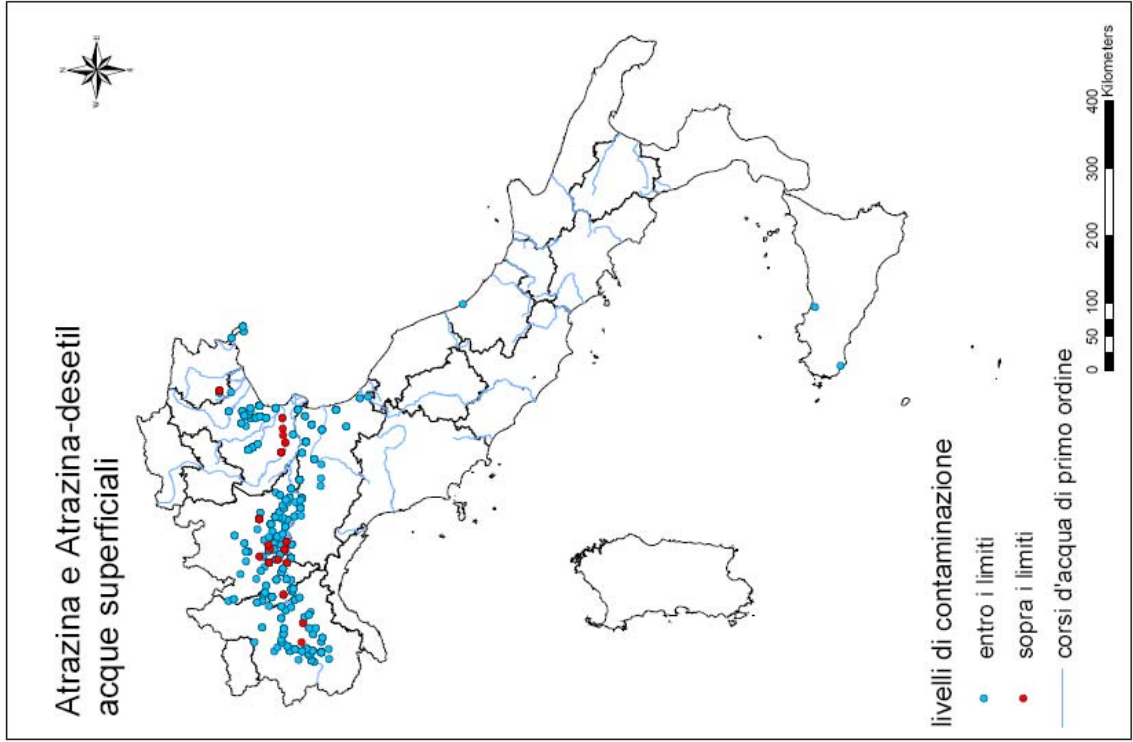 Atrazina e Atrazina-desetil
acque superficiali
N
W
E
S
livelli di contaminazione
entro i limiti
sopra i limiti
corsi d'acqua di primo ordine
0 50 100 200 300 400
Kilometers